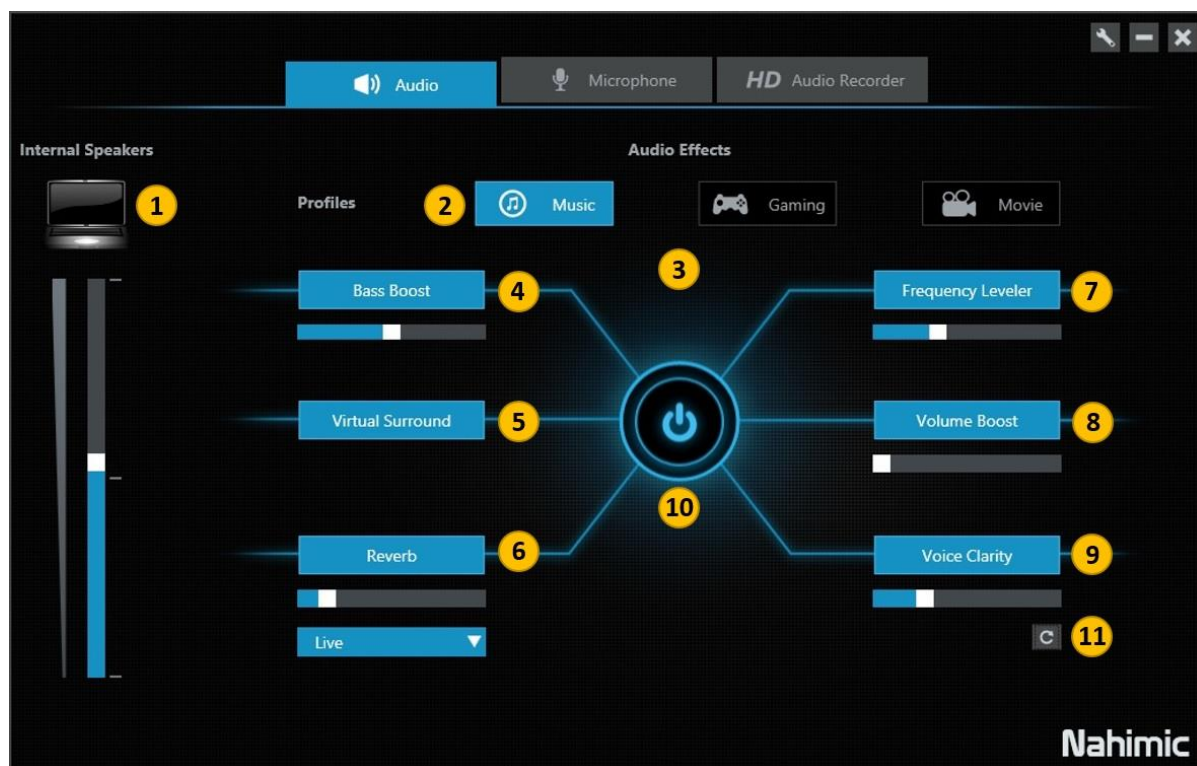 Audio
Microphone
HD Audio Recorder
Internal Speakers
Audio Effects
1
Profiles
2
Music
Gaming
Movie
3
Bass Boost
4
Frequency Leveler
7
Virtual Surround
5
Volume Boost
8
10
Reverb
6
Voice Clarity
9
Live
11
Nahimic